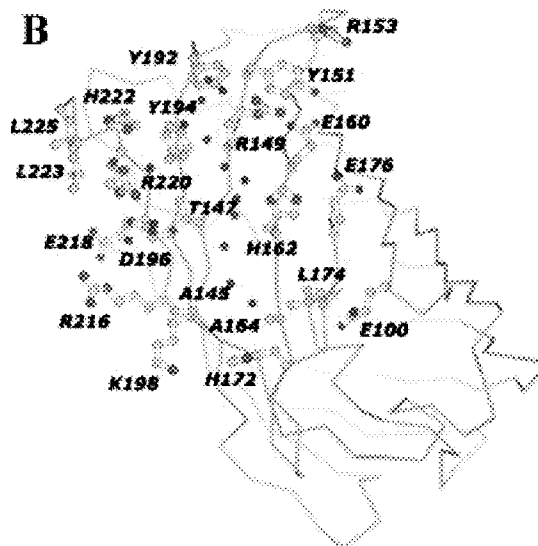 B
R153
Y192
Y151
H222
Y194
L225
E160
R149
L223
E176
R220
T147
E218
H162
D196
L174
A145
R216
A164
E100
K198
H172